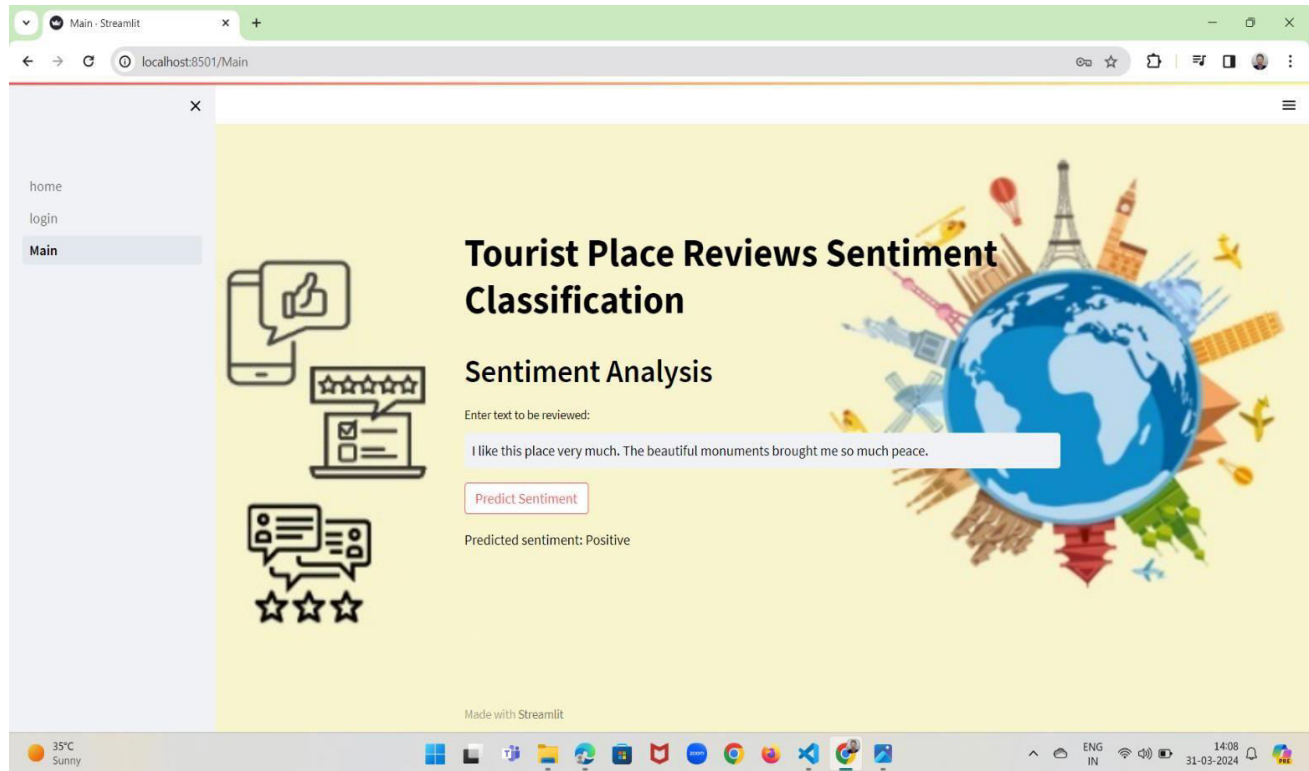 Main · Streamlit
localhost:8501/Main
home
login
Main
Tourist Place Reviews Sentiment
Classification
Sentiment Analysis
Enter text to be reviewed:
I like this place very much. The beautiful monuments brought me so much peace.
Predict Sentiment
Predicted sentiment: Positive
Made with Streamlit
35°C
Sunny
zoom
ENG
IN
14:08
31-03-2024
PRE